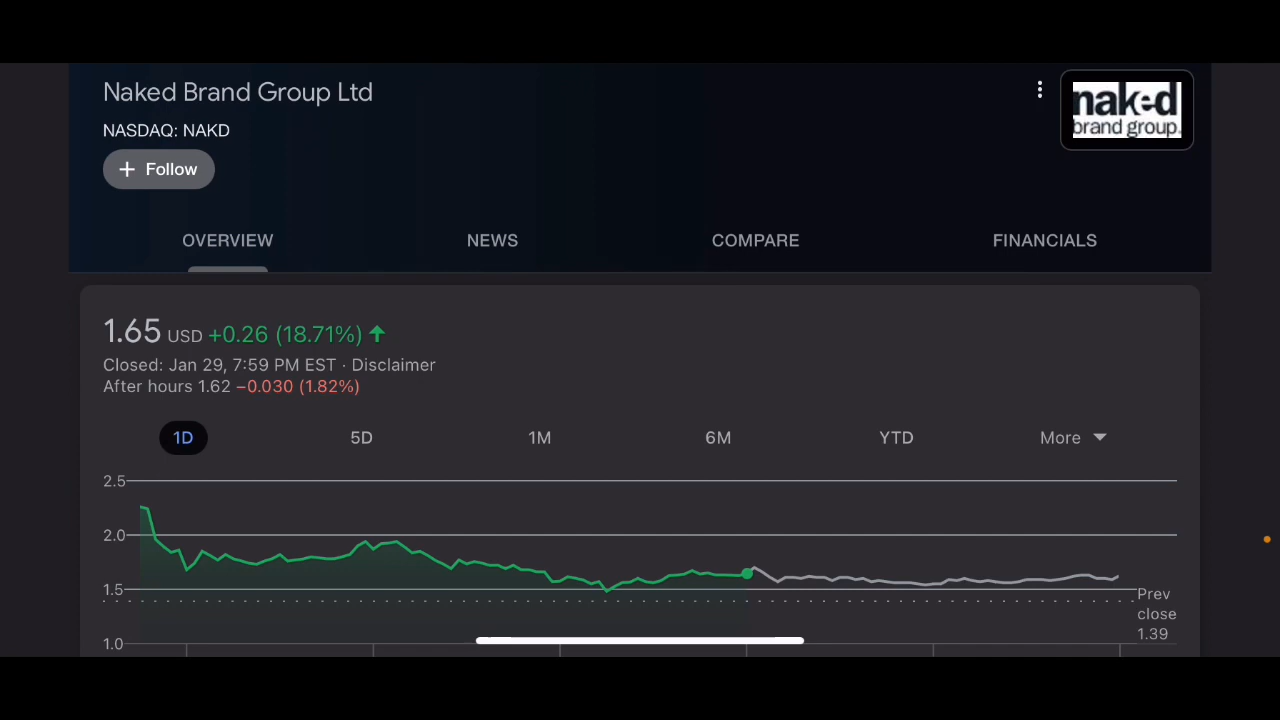 Naked Brand Group Ltd
NASDAQ: NAKD
+ Follow
naked
brand group.
OVERVIEW NEWS COMPARE FINANCIALS
1.65 USD +0.26 (18.71%) ↑
Closed: Jan 29, 7:59 PM EST · Disclaimer
After hours 1.62 −0.030 (1.82%)
1D 5D 1M 6M YTD More
2.5
2.0
1.5
Prev
close
1.39
1.0